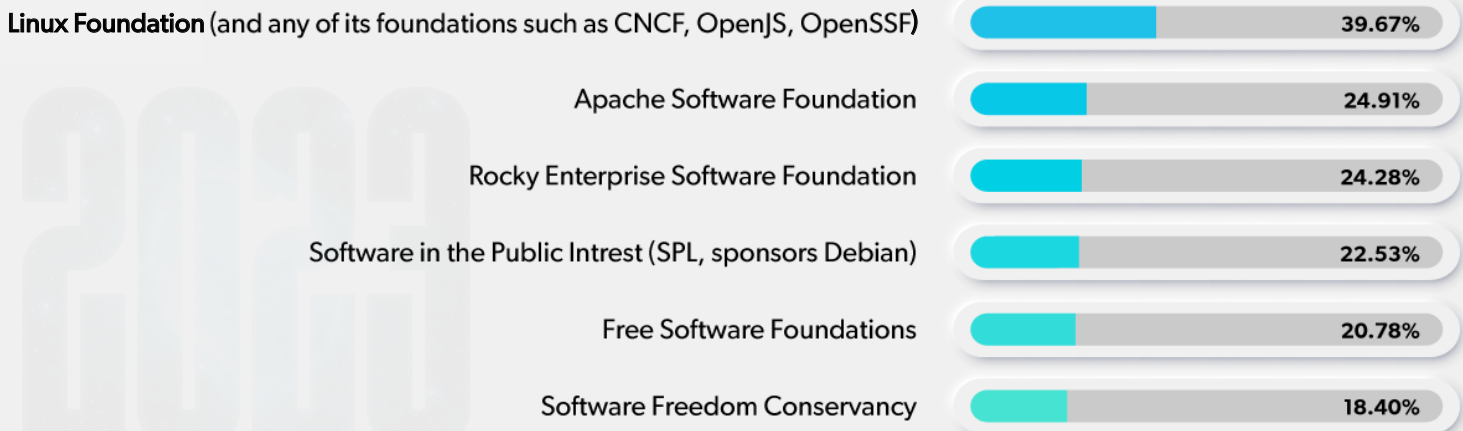 Linux Foundation (and any of its foundations such as CNCF, OpenJS, OpenSSF) 39.67%
Apache Software Foundation 24.91%
Rocky Enterprise Software Foundation 24.28%
Software in the Public Intrest (SPL, sponsors Debian) 22.53%
Free Software Foundations 20.78%
Software Freedom Conservancy 18.40%
2023